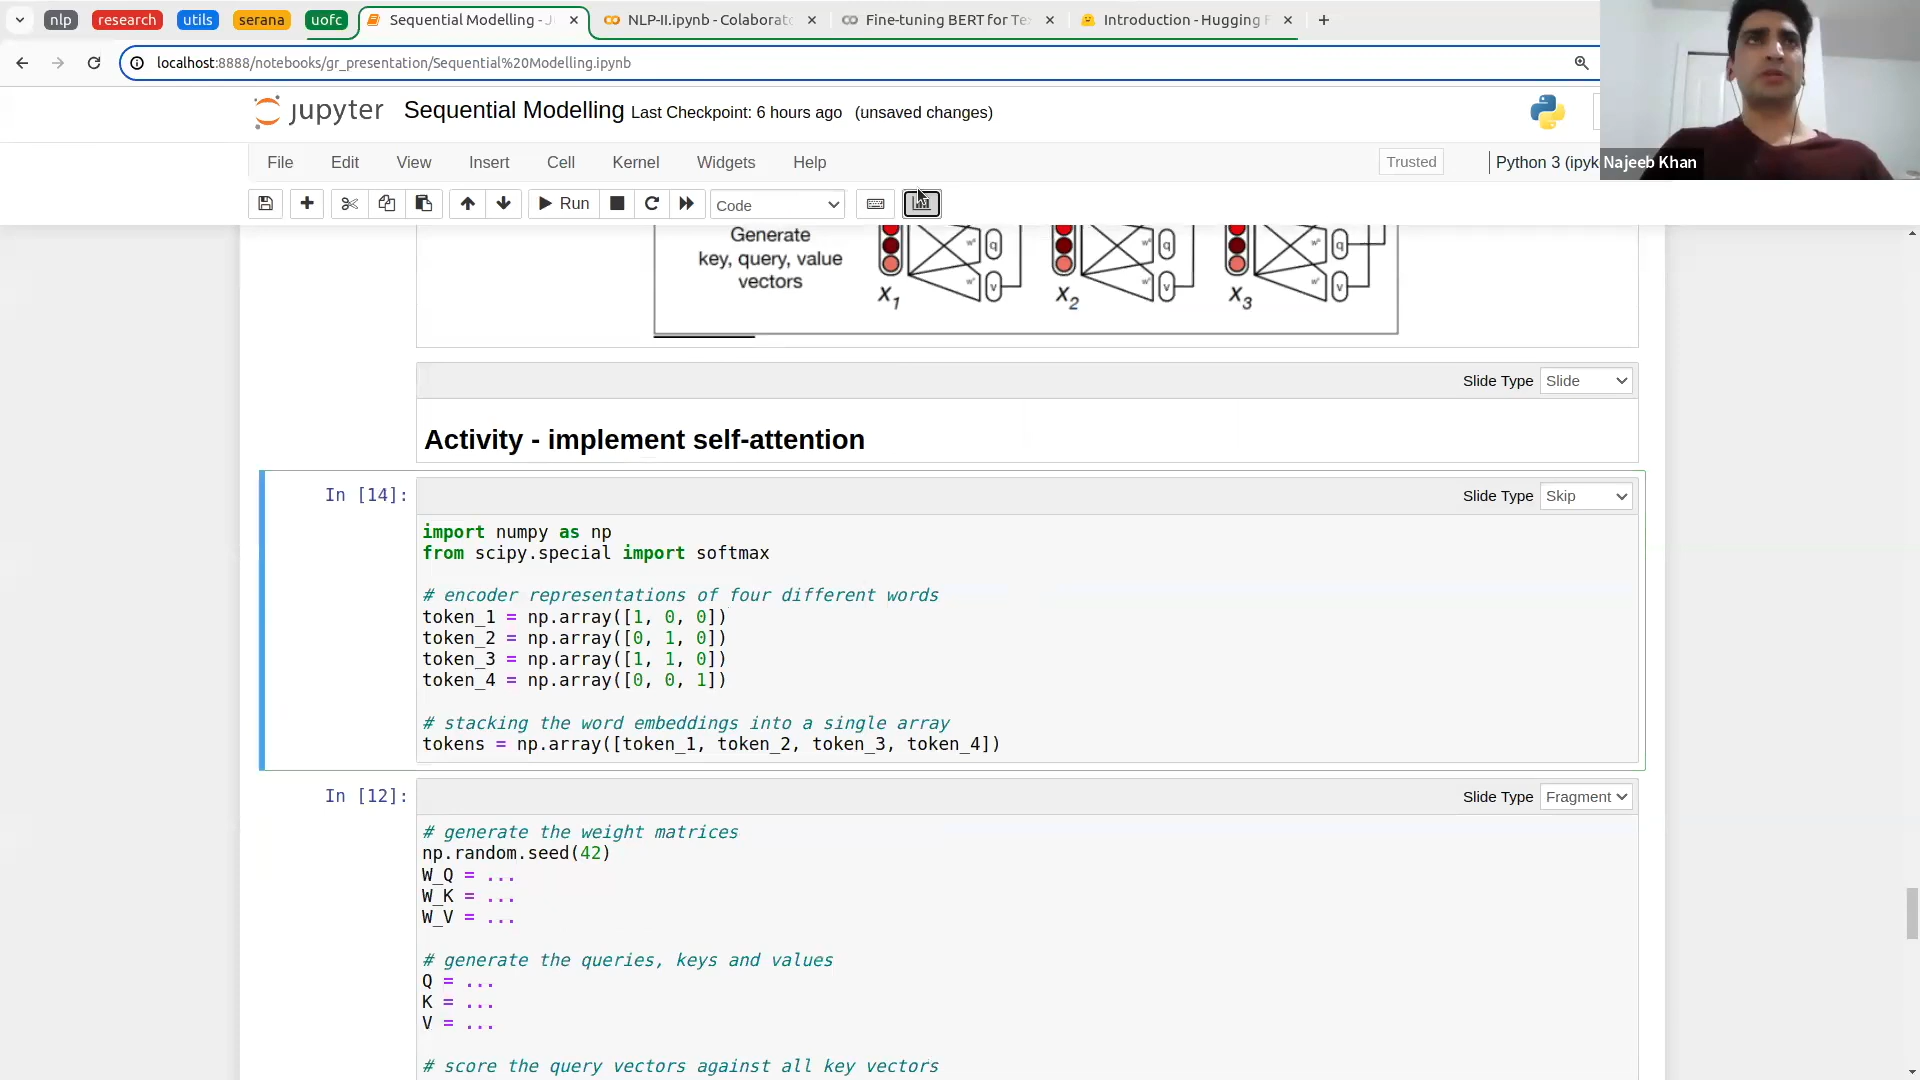 nlp research utils serana uofc Sequential Modelling - J NLP-II.ipynb - Colaborato Fine-tuning BERT for Te Introduction - Hugging F
localhost:8888/notebooks/gr_presentation/Sequential%20Modelling.ipynb
jupyter Sequential Modelling Last Checkpoint: 6 hours ago (unsaved changes)
File Edit View Insert Cell Kernel Widgets Help Trusted Python 3 (ipyk
Najeeb Khan
Run Code
Generate
key, query, value
vectors
q q q
v v v
X1 X2 X3
Slide Type Slide
Activity - implement self-attention
In [14]:
Slide Type Skip
import numpy as np
from scipy.special import softmax
# encoder representations of four different words
token_1 = np.array([1, 0, 0])
token_2 = np.array([0, 1, 0])
token_3 = np.array([1, 1, 0])
token_4 = np.array([0, 0, 1])
# stacking the word embeddings into a single array
tokens = np.array([token_1, token_2, token_3, token_4])
In [12]:
Slide Type Fragment
# generate the weight matrices
np.random.seed(42)
W_Q = ...
W_K = ...
W_V = ...
# generate the queries, keys and values
Q = ...
K = ...
V = ...
# score the query vectors against all key vectors